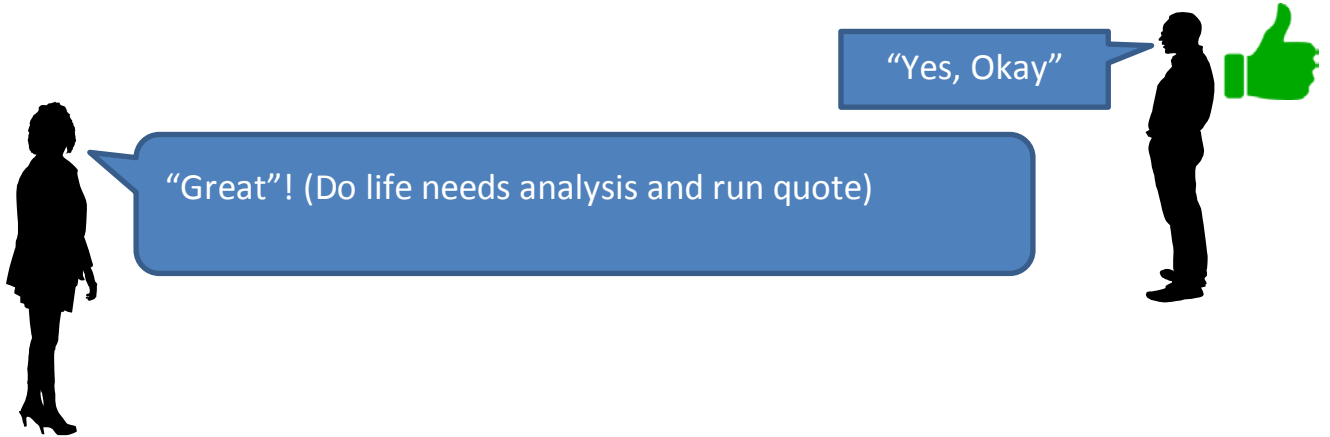 “Yes, Okay”
“Great”! (Do life needs analysis and run quote)